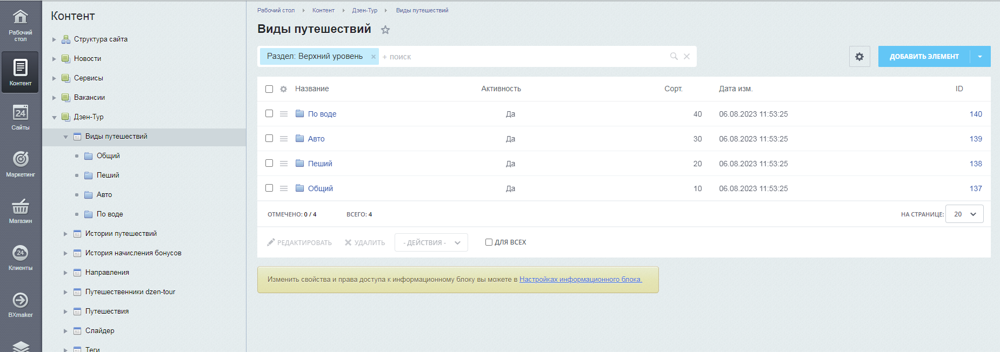 Рабочий
стол
Контент
24
Сайты
Маркетинг
Магазин
24
Клиенты
BXmaker
Контент
Структура сайта
Новости
Сервисы
Вакансии
Дзен-Тур
Виды путешествий
Общий
Пеший
Авто
По воде
Истории путешествий
История начисления бонусов
Направления
Путешественники dzen-tour
Путешествия
Слайдер
Теги
Рабочий стол Контент Дзен-Тур Виды путешествий
Виды путешествий
Раздел: Верхний уровень × + поиск
ДОБАВИТЬ ЭЛЕМЕНТ
Название Активность Сорт. Дата изм. ID
По воде Да 40 06.08.2023 11:53:25 140
Авто Да 30 06.08.2023 11:53:25 139
Пеший Да 20 06.08.2023 11:53:25 138
Общий Да 10 06.08.2023 11:53:25 137
ОТМЕЧЕНО: 0 / 4 ВСЕГО: 4 НА СТРАНИЦЕ: 20
РЕДАКТИРОВАТЬ УДАЛИТЬ - ДЕЙСТВИЯ - ДЛЯ ВСЕХ
Изменить свойства и права доступа к информационному блоку вы можете в Настройках информационного блока.